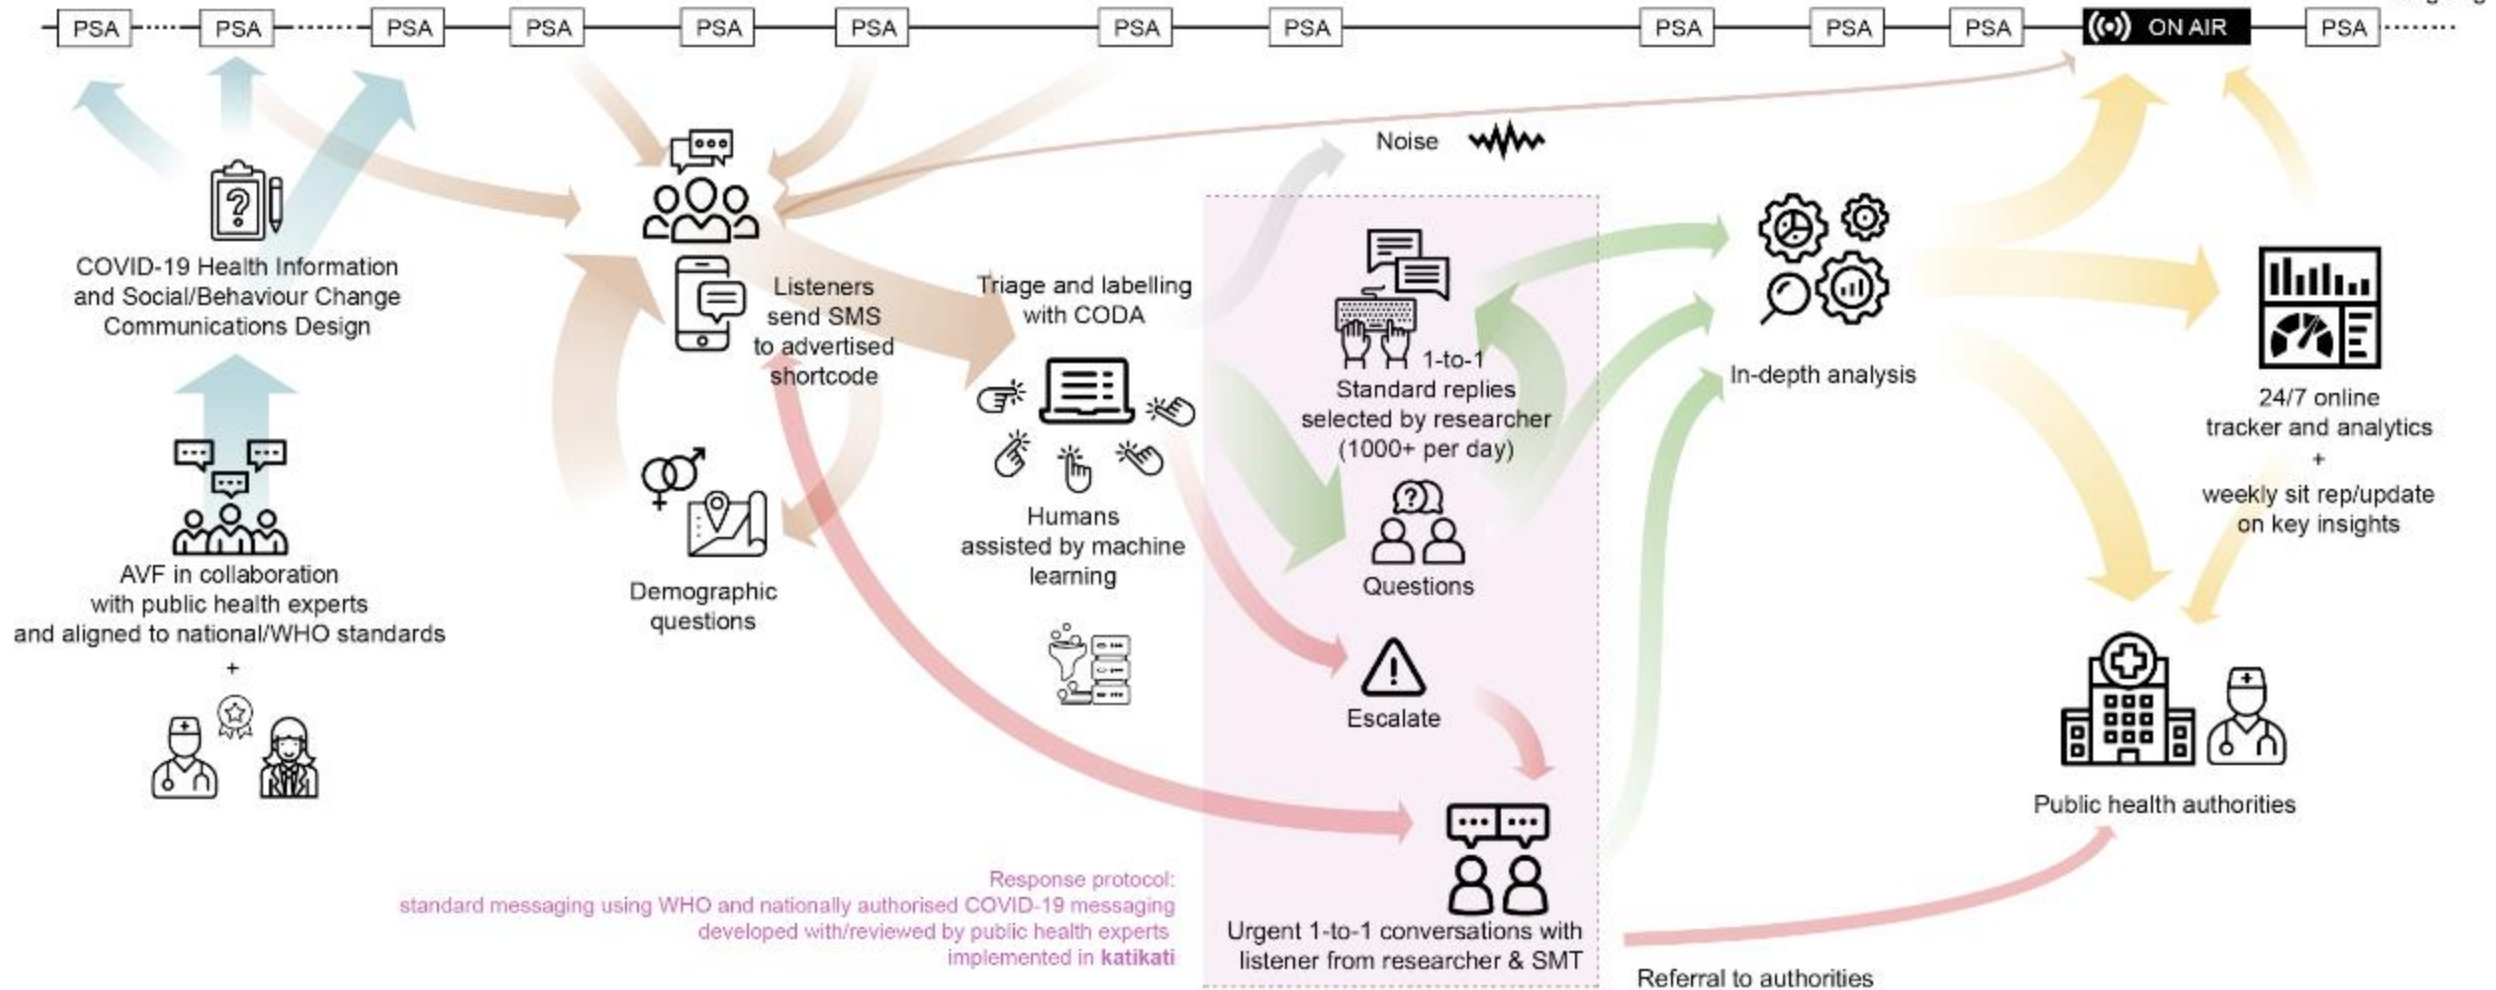 PSA
PSA
PSA
PSA
PSA
PSA
PSA
PSA
PSA
PSA
PSA
ON AIR
PSA
COVID-19 Health Information
and Social/Behaviour Change
Communications Design
AVF in collaboration
with public health experts
and aligned to national/WHO standards
+
Listeners
send SMS
to advertised
shortcode
Demographic
questions
Triage and labelling
with CODA
Humans
assisted by machine
learning
Noise
1-to-1
Standard replies
selected by researcher
(1000+ per day)
Questions
Escalate
Urgent 1-to-1 conversations with
listener from researcher & SMT
Response protocol:
standard messaging using WHO and nationally authorised COVID-19 messaging
developed with/reviewed by public health experts
implemented in katikati
In-depth analysis
24/7 online
tracker and analytics
+
weekly sit rep/update
on key insights
Public health authorities
Referral to authorities